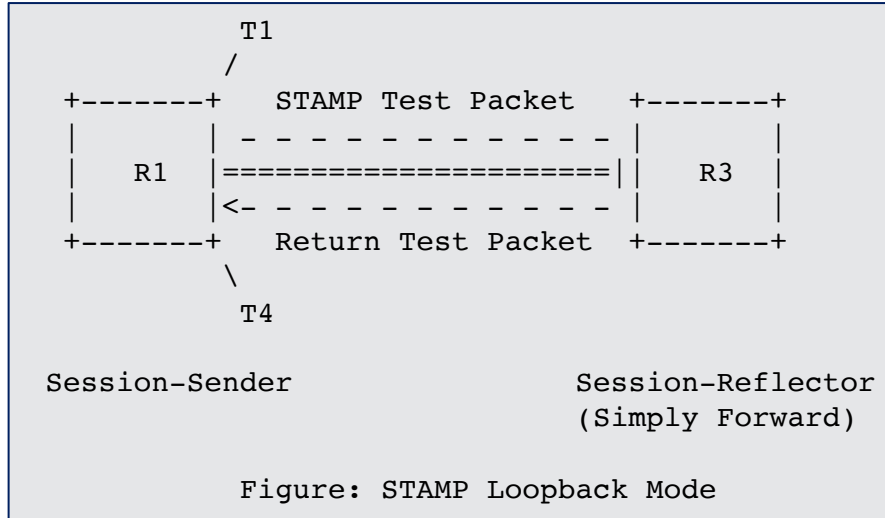 T1
STAMP Test Packet
R1 R3
Return Test Packet
T4
Session-Sender Session-Reflector
(Simply Forward)
Figure: STAMP Loopback Mode